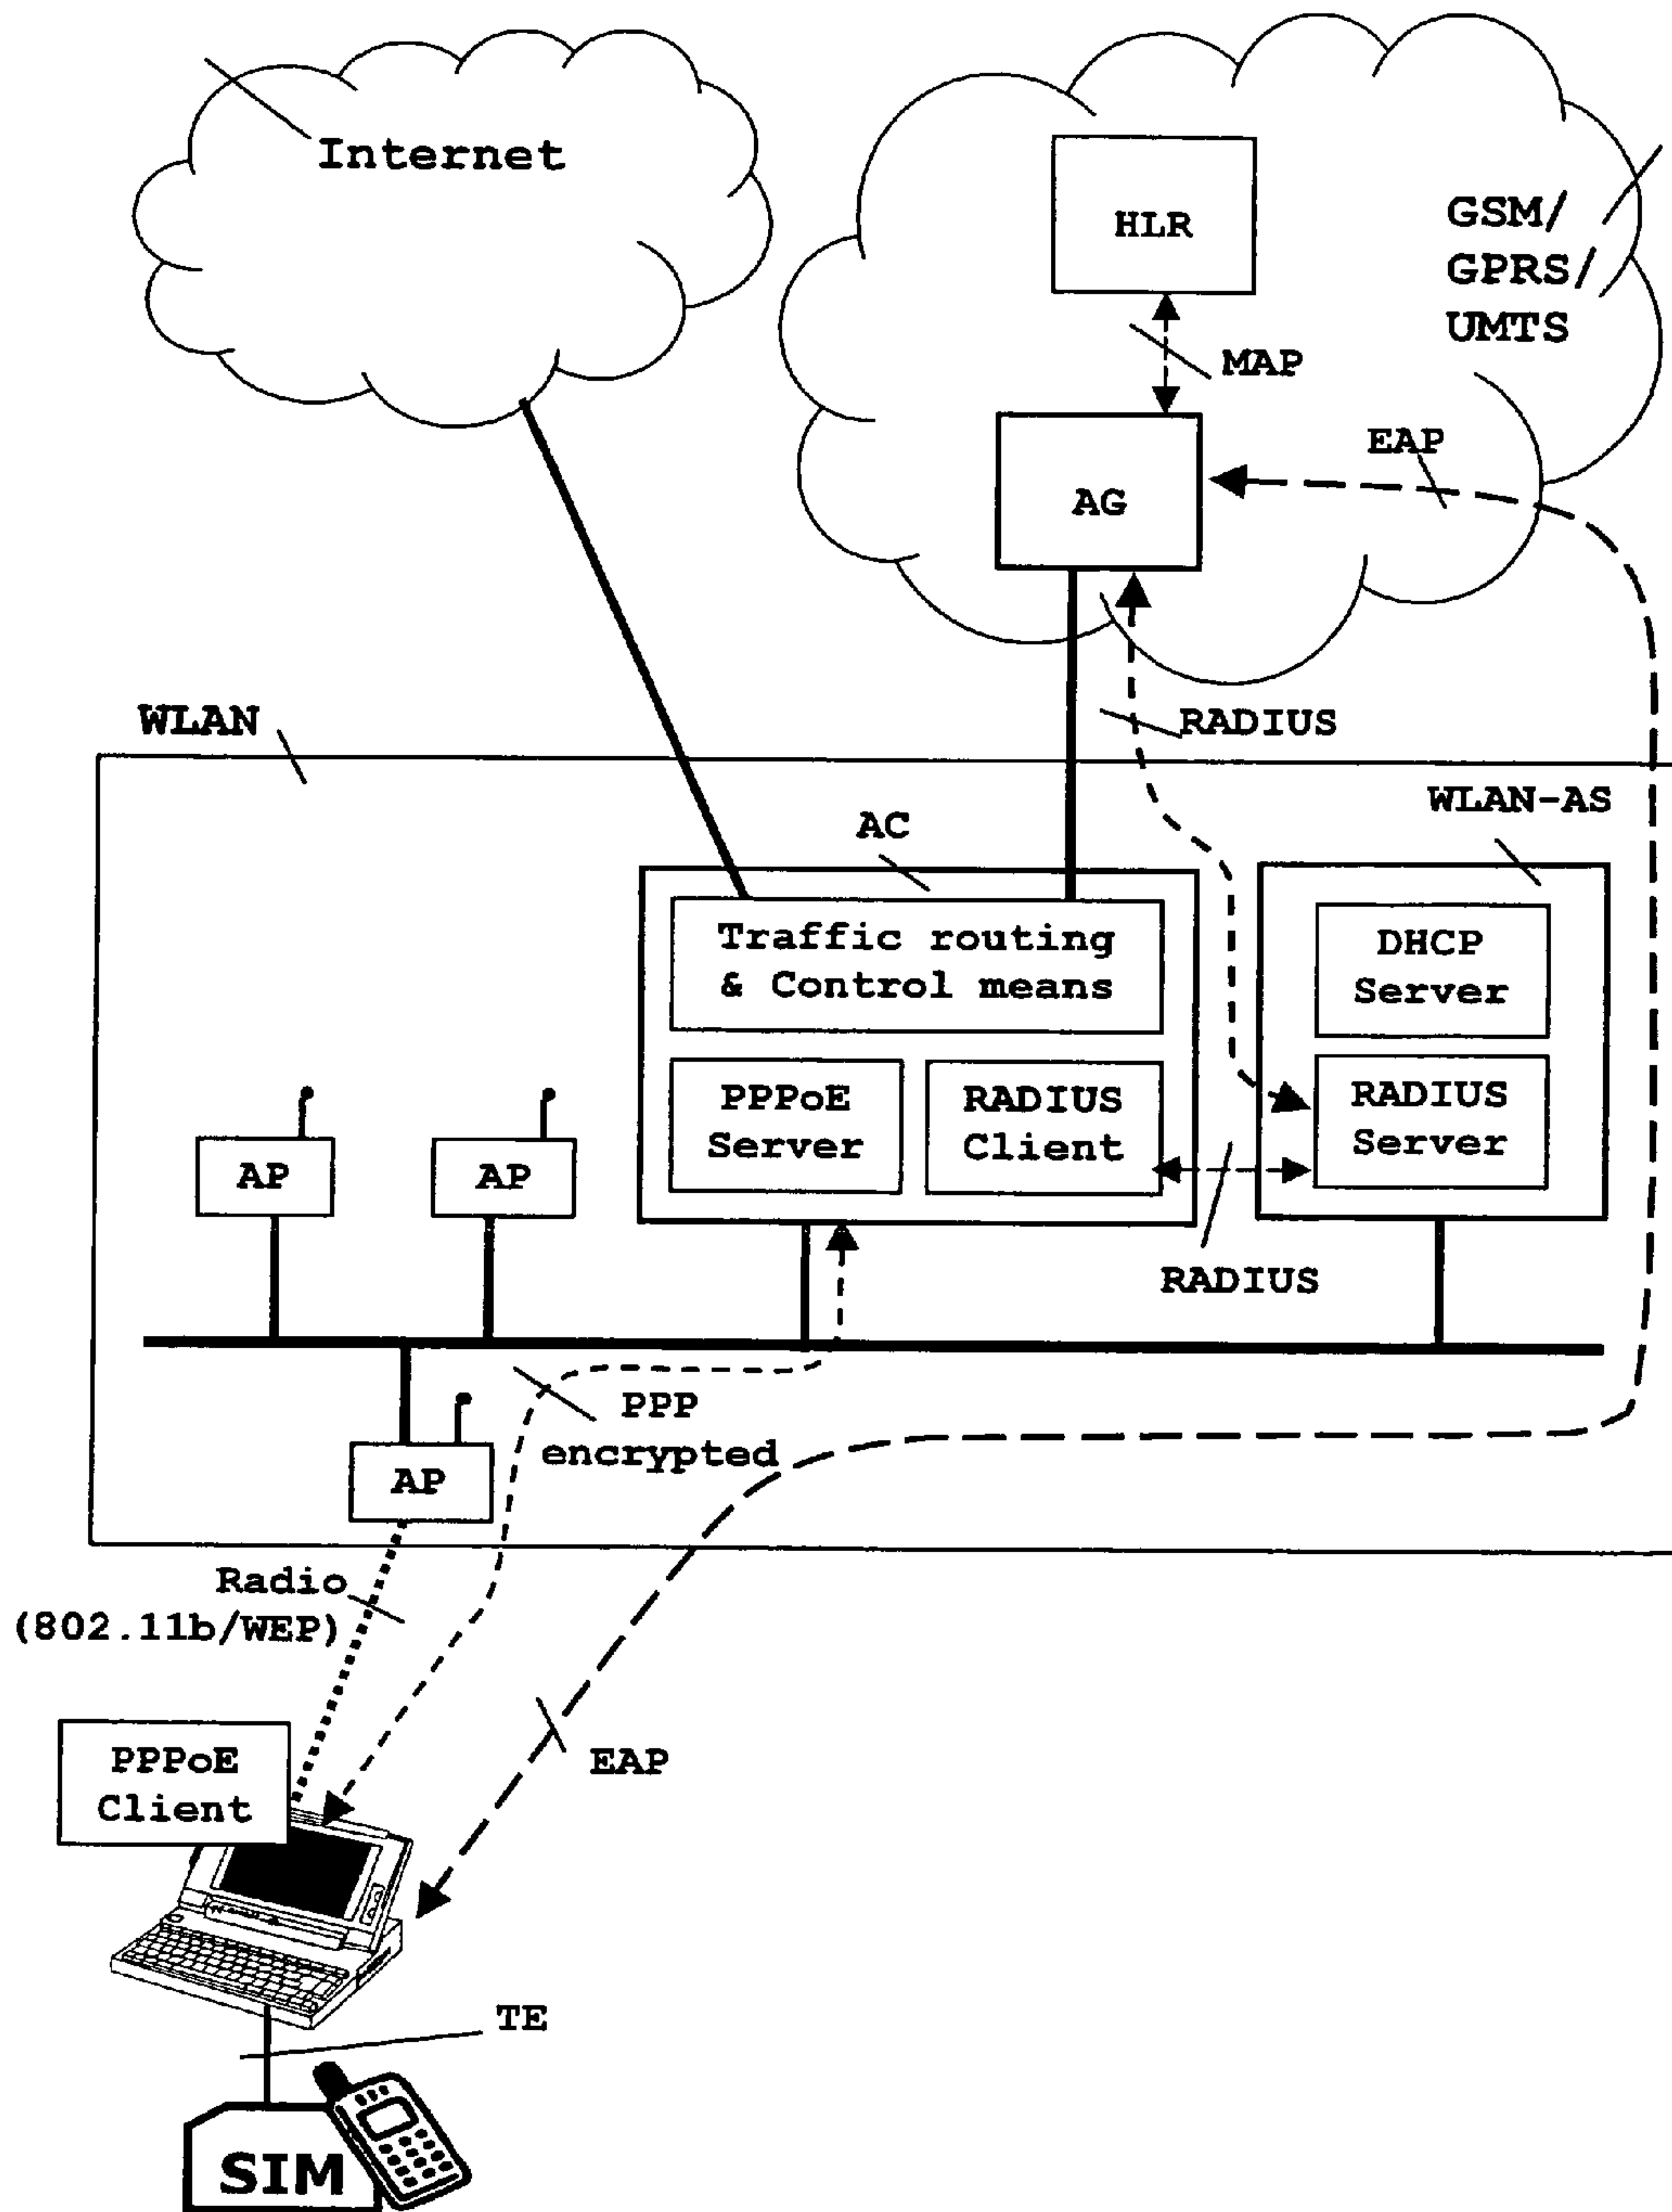 Internet
HLR
GSM/
GPRS/
UMTS
MAP
EAP
AG
RADIUS
WLAN
WLAN-AS
AC
Traffic routing
& Control means
DHCP
Server
PPPoE
Server
RADIUS
Client
RADIUS
Server
AP
AP
RADIUS
PPP
encrypted
AP
Radio
(802.11b/WEP)
PPPoE
Client
EAP
TE
SIM